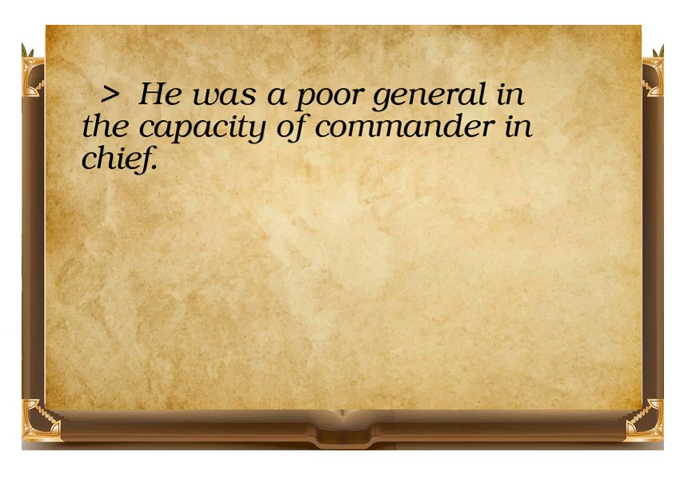 > He was a poor general in
the capacity of commander in
chief.